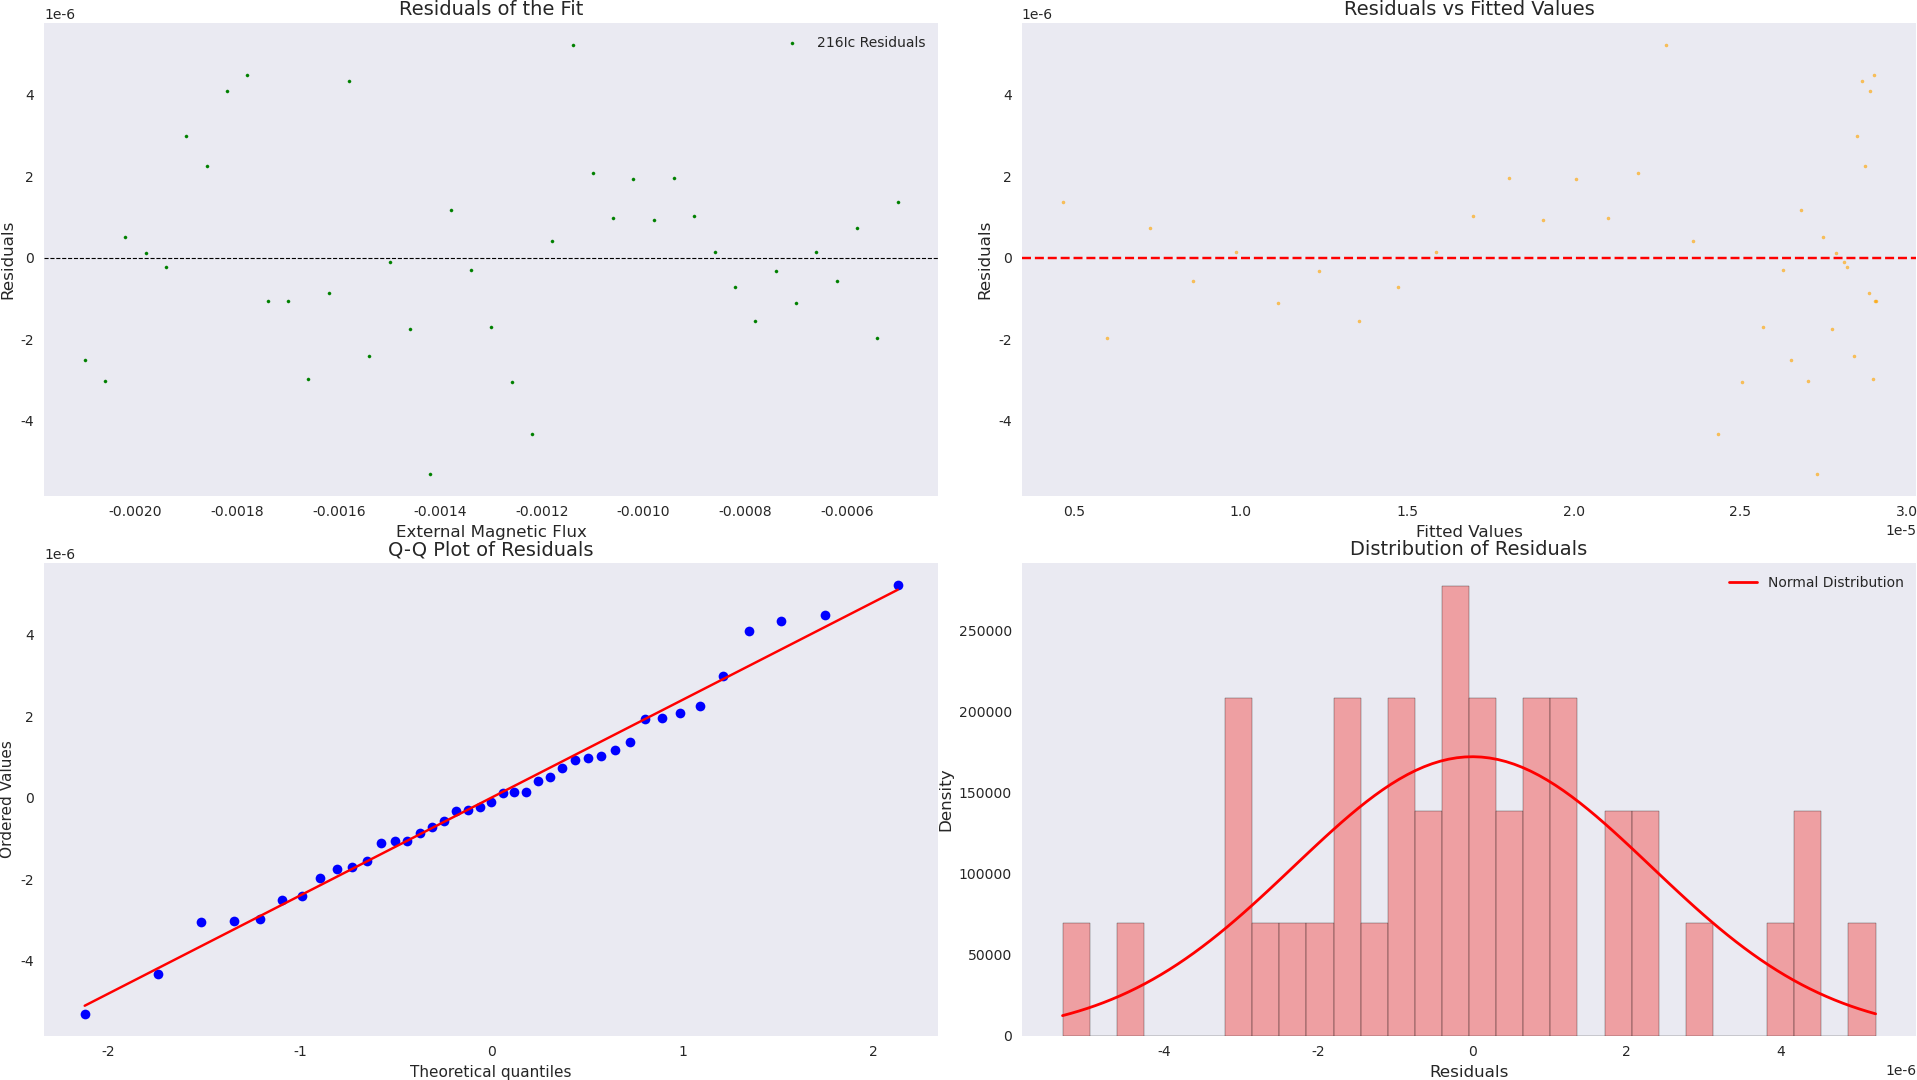 Residuals of the Fit
1e-6
216Ic Residuals
4
2
0
-2
-4
Residuals
-0.0020 -0.0018 -0.0016 -0.0014 -0.0012 -0.0010 -0.0008 -0.0006
External Magnetic Flux
Residuals vs Fitted Values
1e-6
4
2
0
-2
-4
Residuals
0.5 1.0 1.5 2.0 2.5 3.0
1e-5
Fitted Values
Q-Q Plot of Residuals
1e-6
4
2
0
-2
-4
Ordered Values
-2 -1 0 1 2
Theoretical quantiles
Distribution of Residuals
Normal Distribution
250000
200000
150000
100000
50000
0
Density
-4 -2 0 2 4
1e-6
Residuals